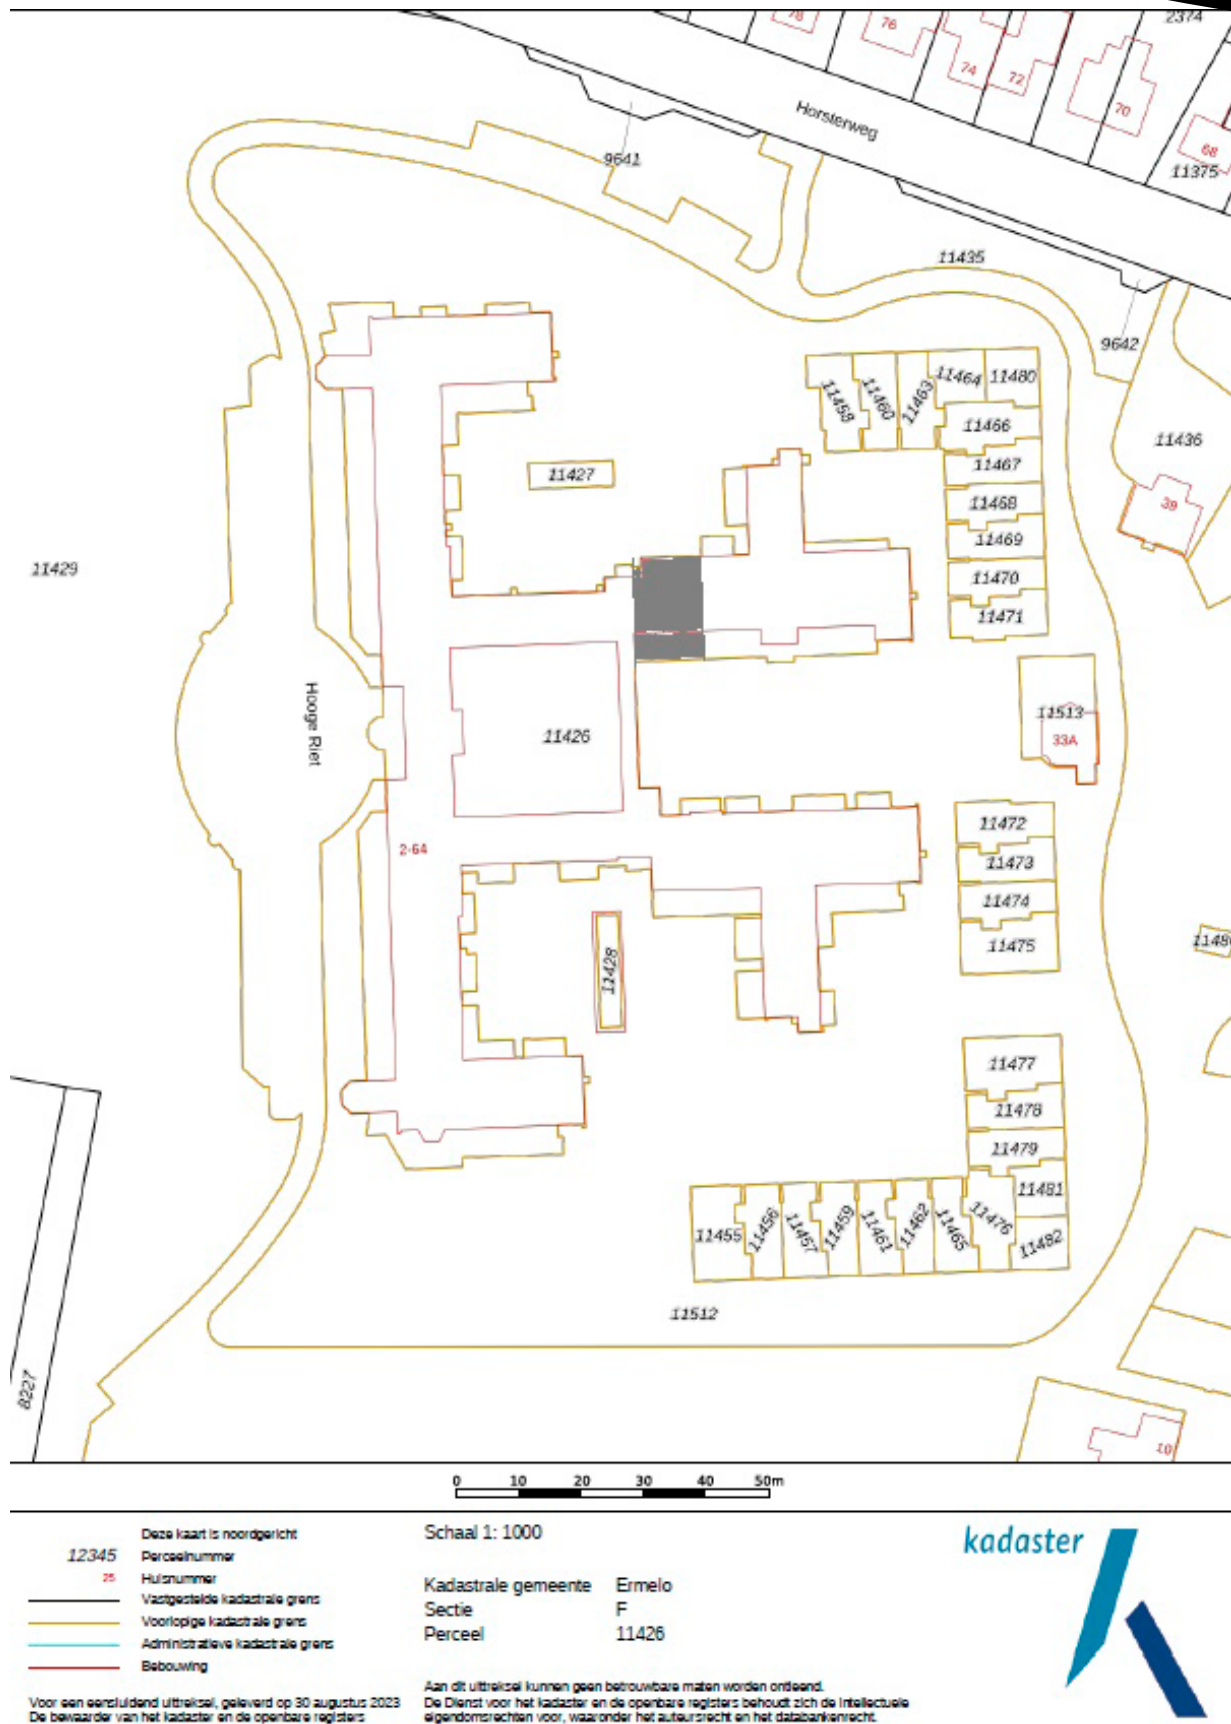 2374
78
76
74
72
70
68
Horsterweg
9641
11375
11435
9642
11458
11460
11463
11464
11480
11466
11436
11467
11427
11468
39
11469
11429
11470
11471
Hooge Riet
11426
11513
33A
11472
2-64
11473
11474
11475
11428
11477
11478
11479
11481
11455
11456
11457
11459
11461
11462
11465
11476
11482
11512
8227
10
0 10 20 30 40 50m
Deze kaart is noordgericht
12345 Perceelnummer
25 Huisnummer
Vastgestelde kadastrale grens
Voorlopige kadastrale grens
Administratieve kadastrale grens
Bebouwing
Voor een eensluidend uittreksel, geleverd op 30 augustus 2023
De bewaarder van het kadaster en de openbare registers
Schaal 1: 1000
Kadastrale gemeente Ermelo
Sectie F
Perceel 11426
Aan dit uittreksel kunnen geen betrouwbare maten worden ontleend.
De Dienst voor het kadaster en de openbare registers behoudt zich de intellectuele
eigendomsrechten voor, waaronder het auteursrecht en het databankenrecht.
kadaster